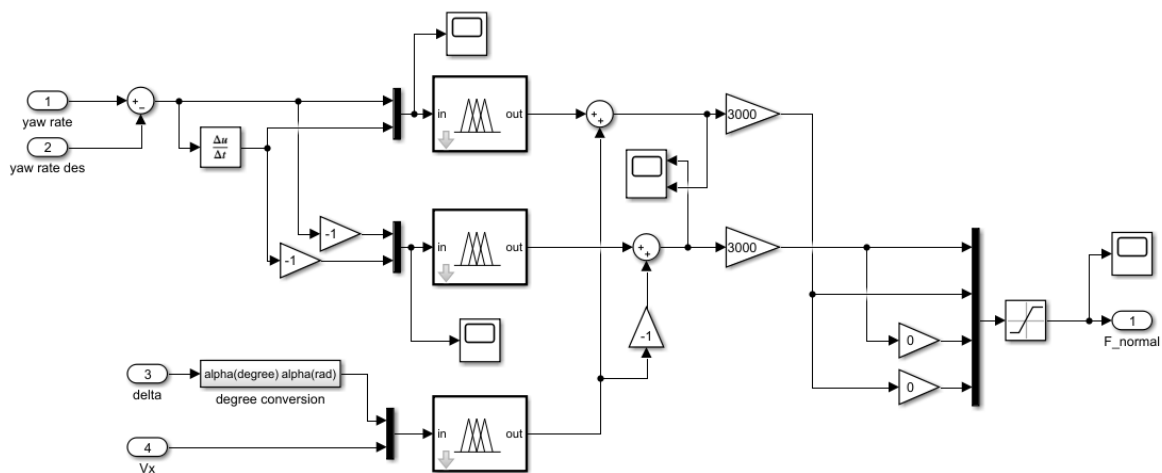 1
yaw rate
2
yaw rate des
+
−
Δu
Δt
in
out
+
+
3000
-1
-1
in
out
+
+
3000
-1
0
0
1
F_normal
3
delta
alpha(degree) alpha(rad)
degree conversion
4
Vx
in
out